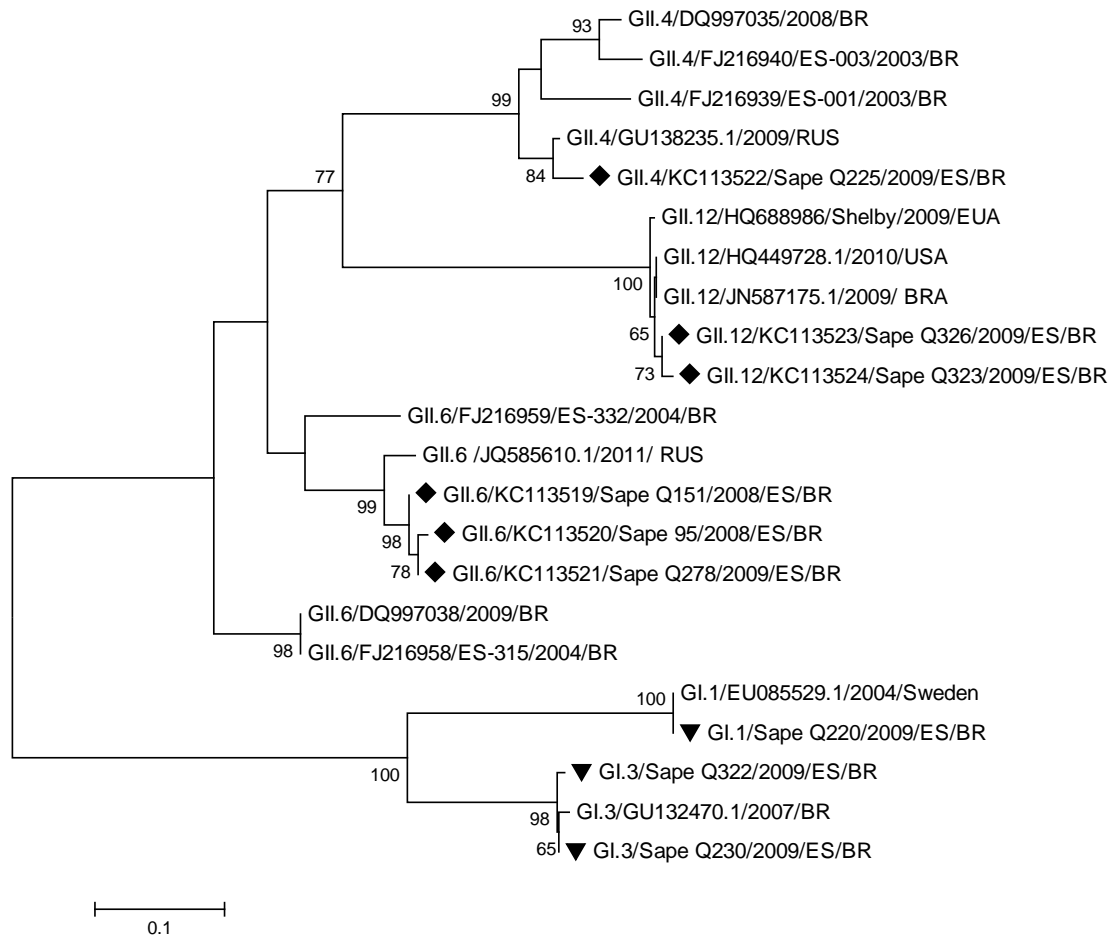 GII.4/DQ997035/2008/BR
93
GII.4/FJ216940/ES-003/2003/BR
GII.4/FJ216939/ES-001/2003/BR
99
GII.4/GU138235.1/2009/RUS
84
GII.4/KC113522/Sape Q225/2009/ES/BR
77
GII.12/HQ688986/Shelby/2009/EUA
GII.12/HQ449728.1/2010/USA
100
GII.12/JN587175.1/2009/ BRA
65
GII.12/KC113523/Sape Q326/2009/ES/BR
73
GII.12/KC113524/Sape Q323/2009/ES/BR
GII.6/FJ216959/ES-332/2004/BR
GII.6 /JQ585610.1/2011/ RUS
99
GII.6/KC113519/Sape Q151/2008/ES/BR
98
GII.6/KC113520/Sape 95/2008/ES/BR
78
GII.6/KC113521/Sape Q278/2009/ES/BR
GII.6/DQ997038/2009/BR
98
GII.6/FJ216958/ES-315/2004/BR
GI.1/EU085529.1/2004/Sweden
100
GI.1/Sape Q220/2009/ES/BR
100
GI.3/Sape Q322/2009/ES/BR
GI.3/GU132470.1/2007/BR
98
65
GI.3/Sape Q230/2009/ES/BR
0.1